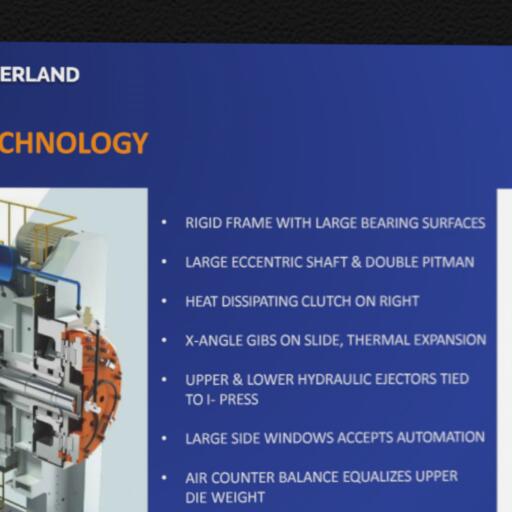 ERLAND
CHNOLOGY
• RIGID FRAME WITH LARGE BEARING SURFACES
• LARGE ECCENTRIC SHAFT & DOUBLE PITMAN
• HEAT DISSIPATING CLUTCH ON RIGHT
• X-ANGLE GIBS ON SLIDE, THERMAL EXPANSION
• UPPER & LOWER HYDRAULIC EJECTORS TIED
TO I- PRESS
• LARGE SIDE WINDOWS ACCEPTS AUTOMATION
• AIR COUNTER BALANCE EQUALIZES UPPER
DIE WEIGHT